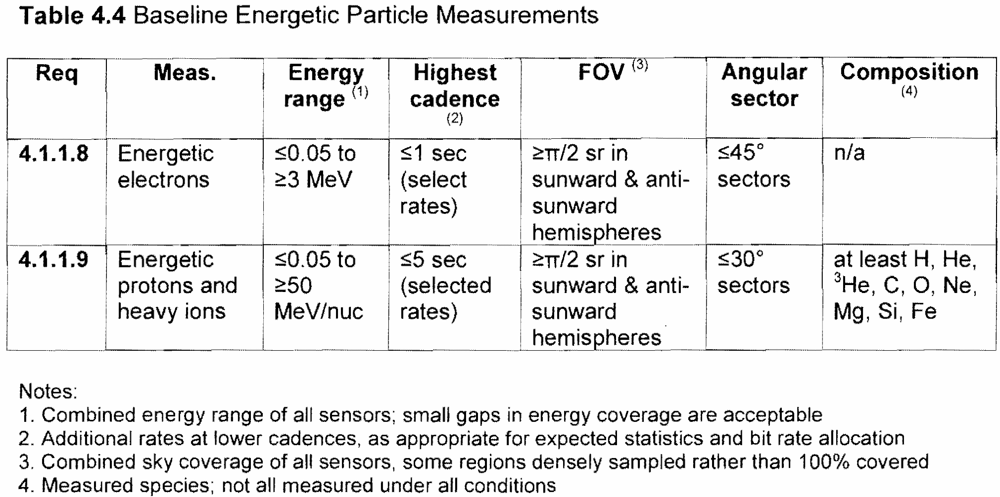 Table 4.4 Baseline Energetic Particle Measurements
Req Meas. Energy range (1) Highest cadence (2) FOV (3) Angular sector Composition (4)
4.1.1.8 Energetic electrons ≤0.05 to ≥3 MeV ≤1 sec (select rates) ≥π/2 sr in sunward & anti-sunward hemispheres ≤45° sectors n/a
4.1.1.9 Energetic protons and heavy ions ≤0.05 to ≥50 MeV/nuc ≤5 sec (selected rates) ≥π/2 sr in sunward & anti-sunward hemispheres ≤30° sectors at least H, He, ³He, C, O, Ne, Mg, Si, Fe
Notes:
1. Combined energy range of all sensors; small gaps in energy coverage are acceptable
2. Additional rates at lower cadences, as appropriate for expected statistics and bit rate allocation
3. Combined sky coverage of all sensors, some regions densely sampled rather than 100% covered
4. Measured species; not all measured under all conditions